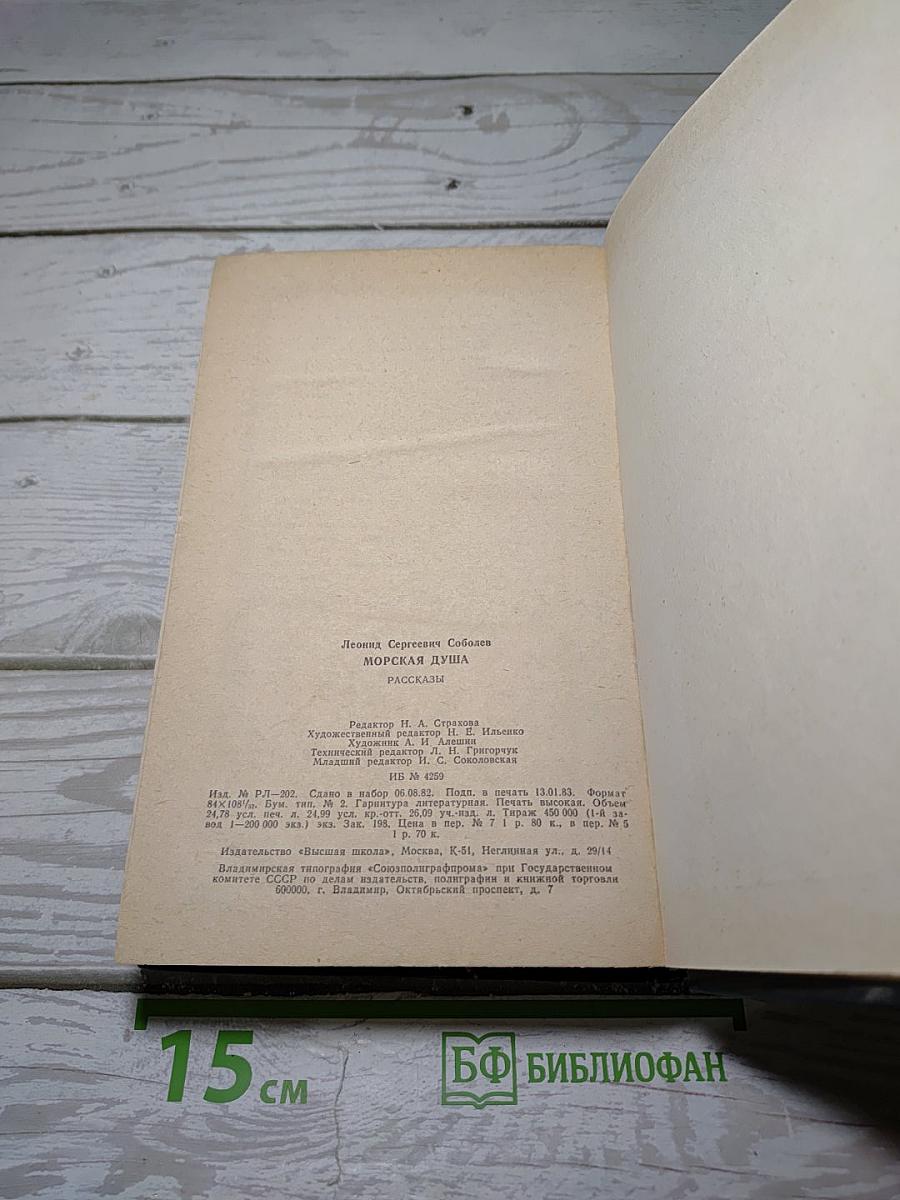 Леонид Сергеевич Соболев
МОРСКАЯ ДУША
РАССКАЗЫ
Редактор Н. А. Страхова
Художественный редактор Н. Е. Ильенко
Художник А. И Алешин
Технический редактор Л. Н. Григорчук
Младший редактор И. С. Соколовская
ИБ № 4259
Изд. № РЛ—202. Сдано в набор 06.08.82. Подп. в печать 13.01.83. Формат
84×108¹/₃₂. Бум. тип. № 2. Гарнитура литературная. Печать высокая. Объем
24,78 усл. печ. л. 24,99 усл. кр.-отт. 26,09 уч.-изд. л. Тираж 450 000 (1-й за-
вод 1—200 000 экз.) экз. Зак. 198. Цена в пер. № 7 1 р. 80 к., в пер. № 5
1 р. 70 к.
Издательство «Высшая школа», Москва, К-51, Неглинная ул., д. 29/14
Владимирская типография «Союзполиграфпрома» при Государственном
комитете СССР по делам издательств, полиграфии и книжной торговли
600000, г. Владимир, Октябрьский проспект, д. 7
15 см
БФ БИБЛИОФАН